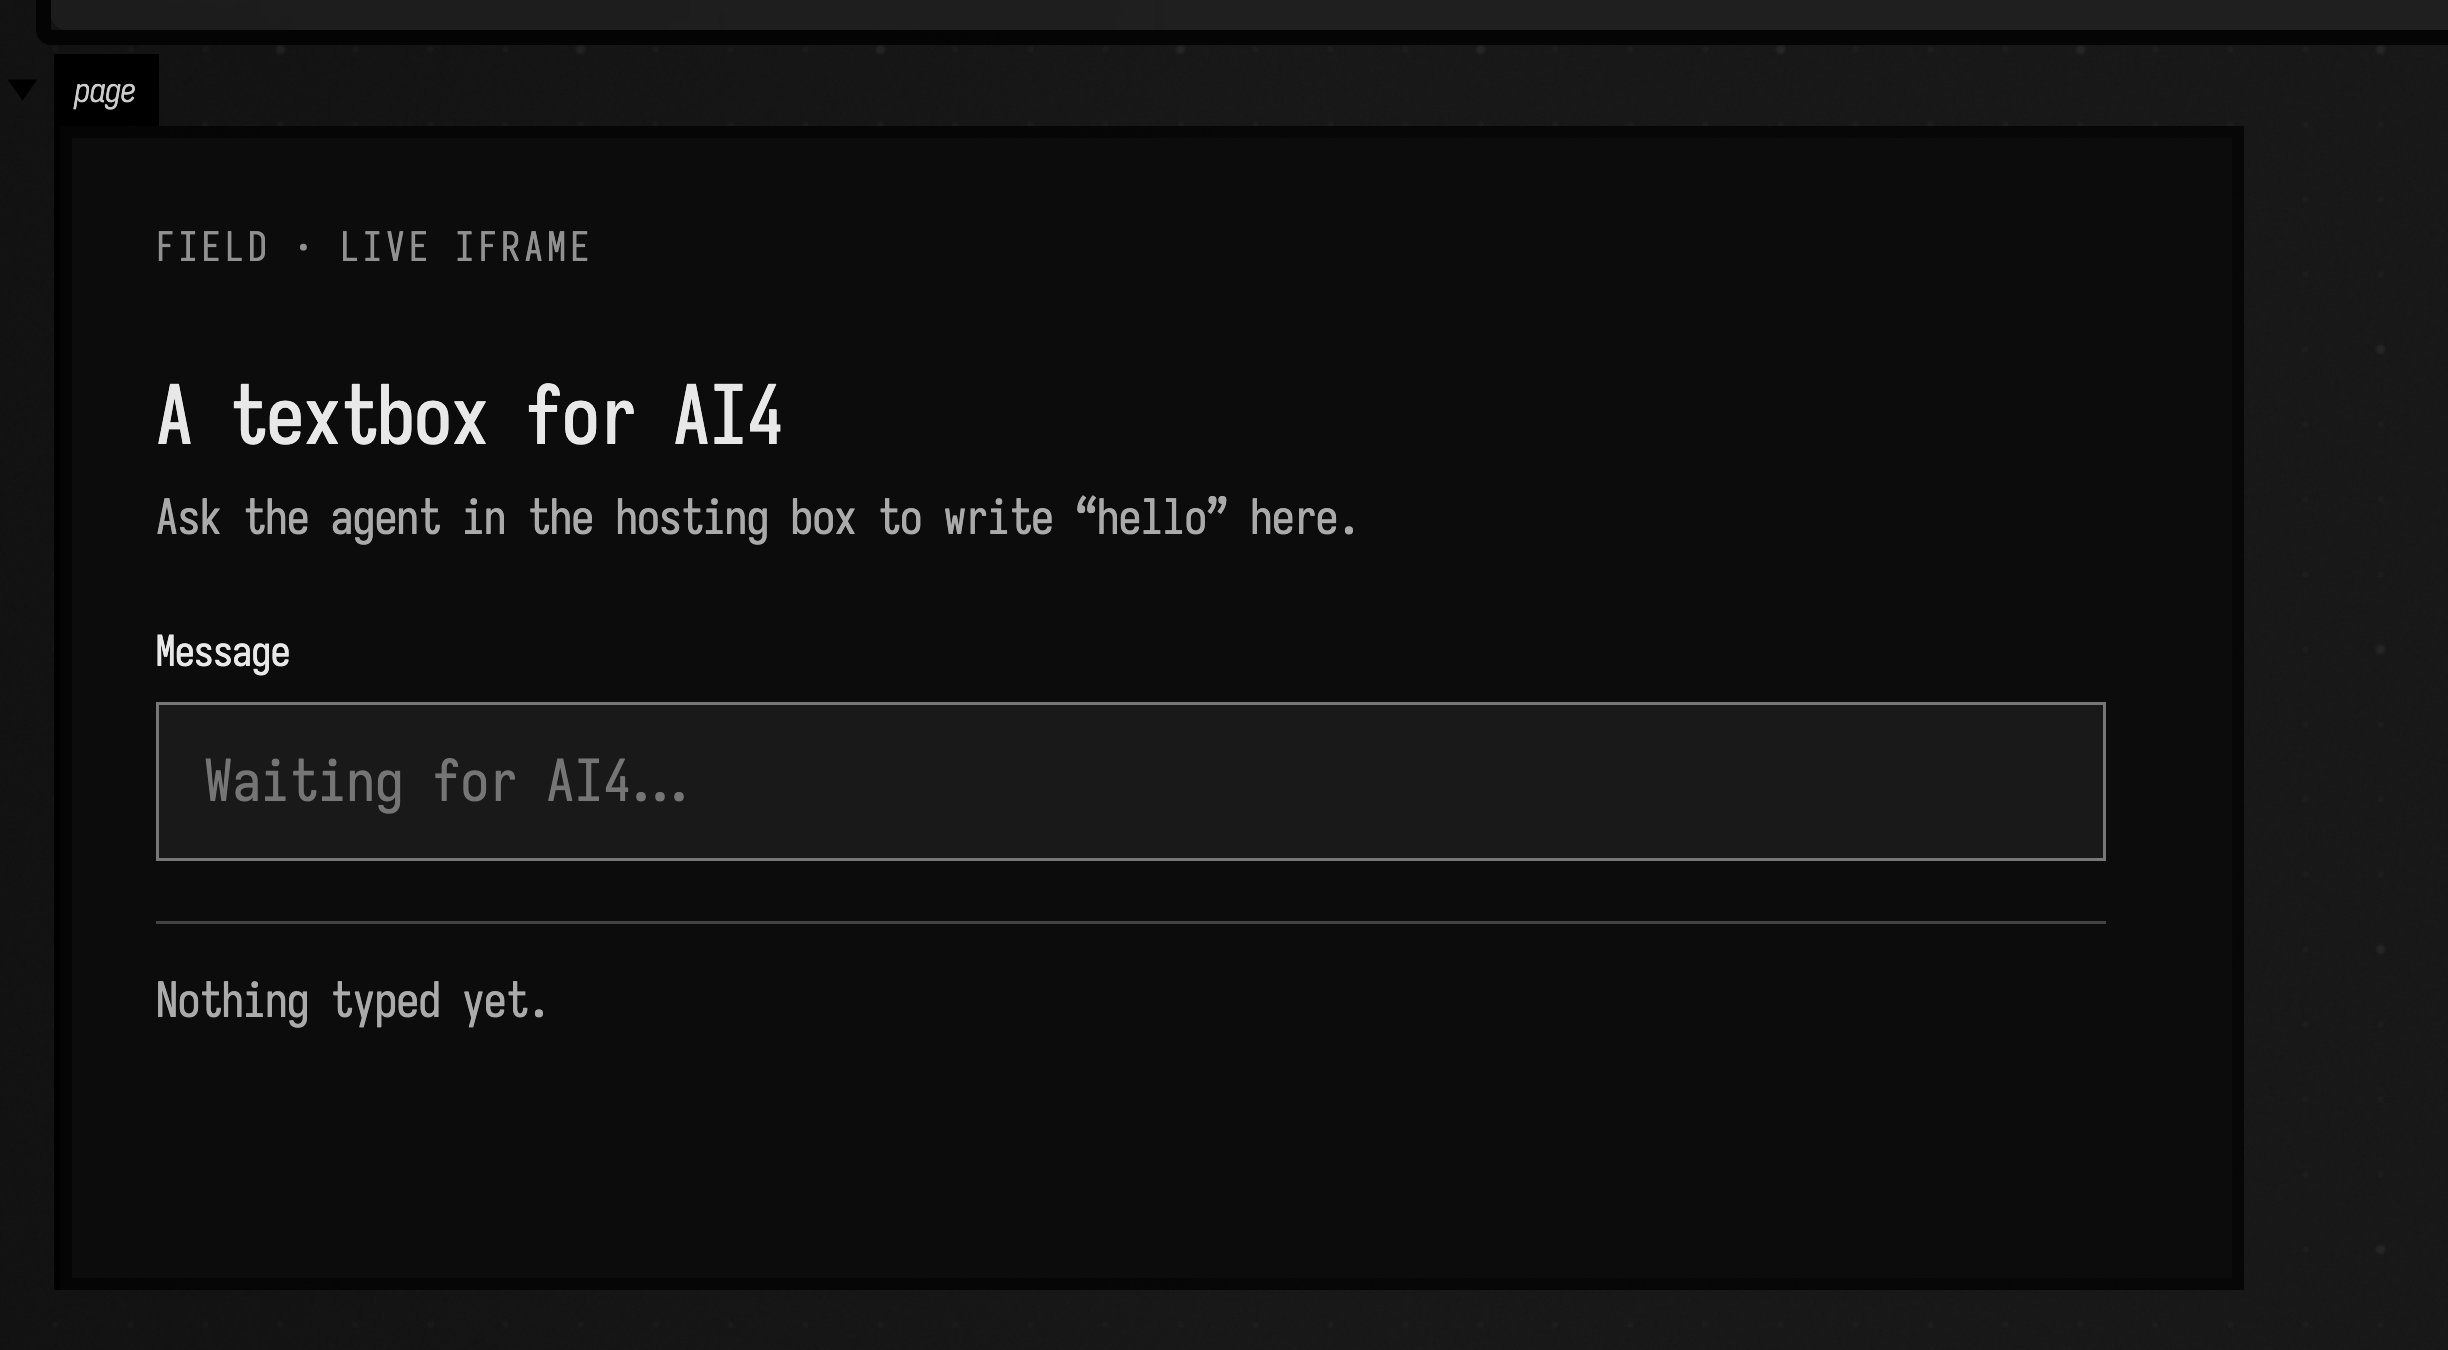 page
FIELD · LIVE IFRAME
A textbox for AI4
Ask the agent in the hosting box to write “hello” here.
Message
Waiting for AI4...
Nothing typed yet.